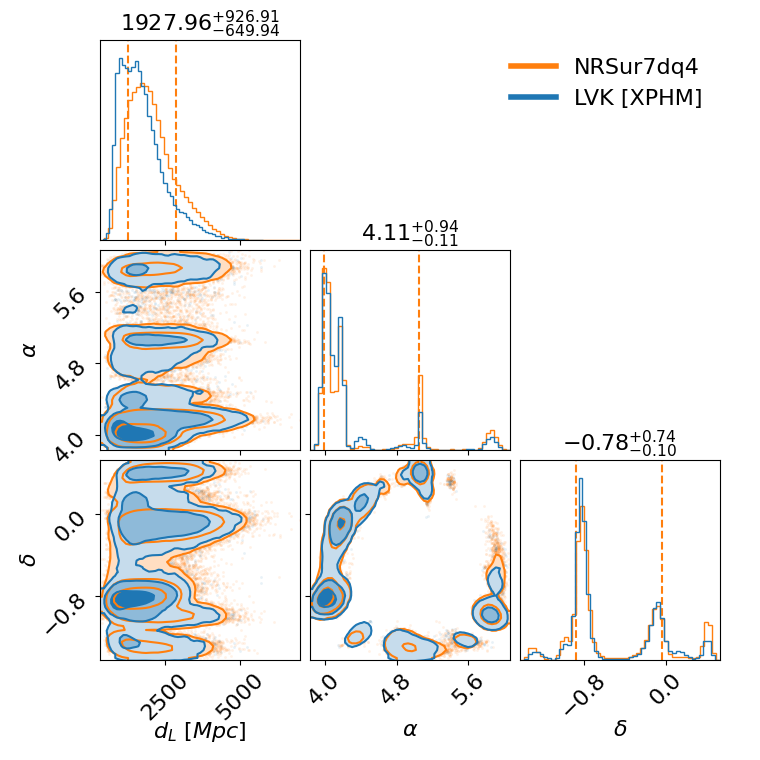 1927.96+926.91−649.94
NRSur7dq4
LVK [XPHM]
4.11+0.94−0.11
5.6
α
4.8
4.0
−0.78+0.74−0.10
0.0
δ
−0.8
2500
5000
4.0
4.8
5.6
−0.8
0.0
d_L [Mpc]
α
δ